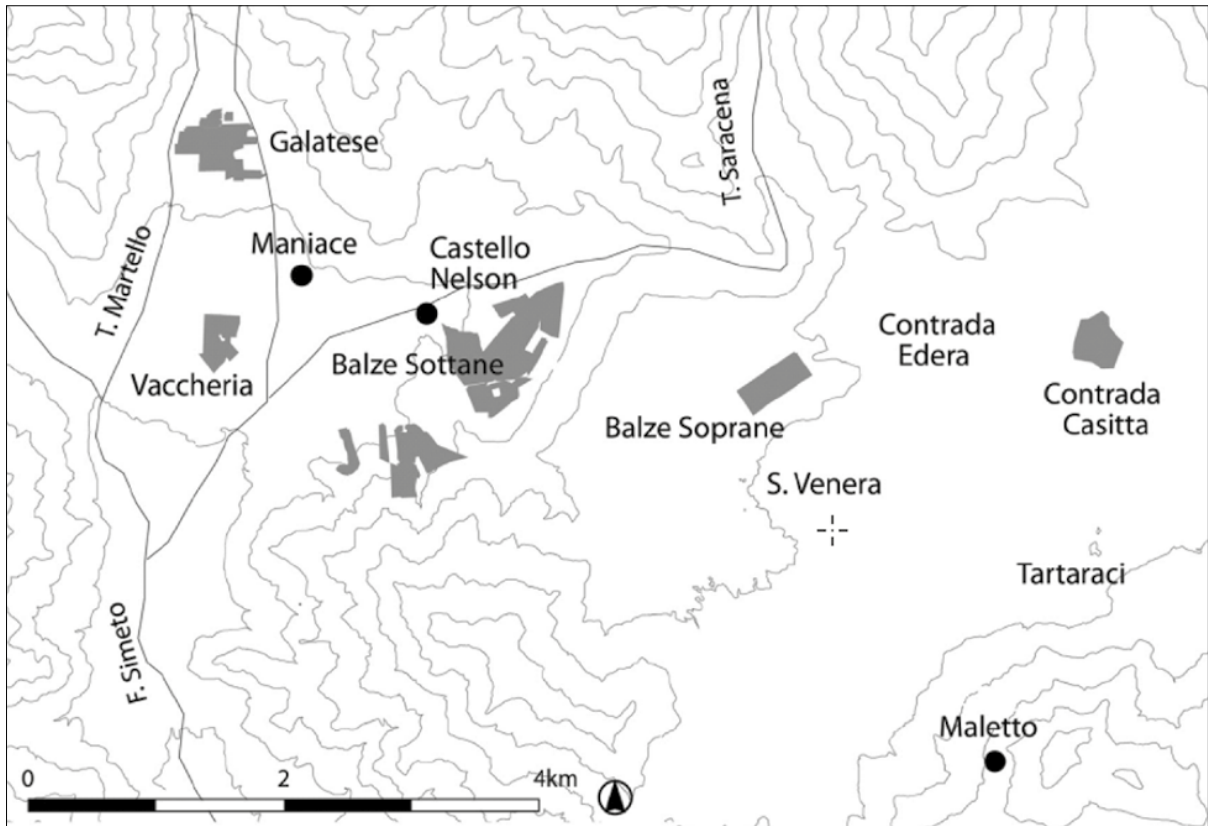 T. Saracena
Galatese
T. Martello
Maniace
Castello
Nelson
Contrada
Edera
Balze Sottane
Vaccheria
Contrada
Casitta
Balze Soprane
S. Venera
Tartaraci
F. Simeto
Maletto
0 2 4km